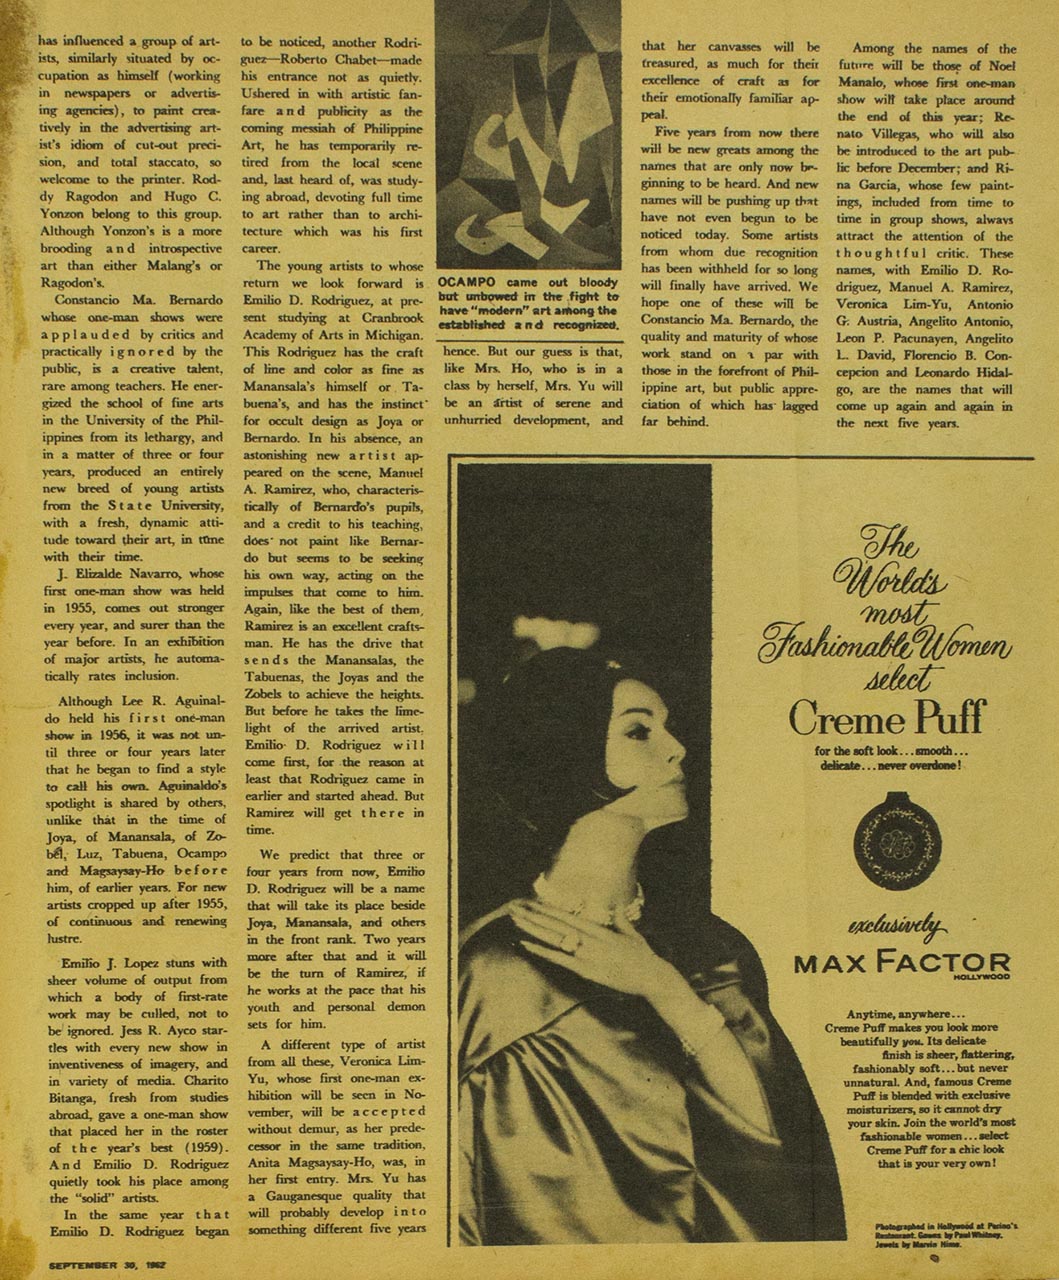 has influenced a group of art-
ists, similarly situated by oc-
cupation as himself (working
in newspapers or advertis-
ing agencies), to paint crea-
tively in the advertising art-
ist's idiom of cut-out preci-
sion, and total staccato, so
welcome to the printer. Rod-
dy Ragodon and Hugo C.
Yonzon belong to this group.
Although Yonzon's is a more
brooding and introspective
art than either Malang's or
Ragodon's.
Constancio Ma. Bernardo
whose one-man shows were
applauded by critics and
practically ignored by the
public, is a creative talent,
rare among teachers. He ener-
gized the school of fine arts
in the University of the Phil-
ippines from its lethargy, and
in a matter of three or four
years, produced an entirely
new breed of young artists
from the State University,
with a fresh, dynamic atti-
tude toward their art, in tune
with their time.
J. Elizalde Navarro, whose
first one-man show was held
in 1955, comes out stronger
every year, and surer than the
year before. In an exhibition
of major artists, he automa-
tically rates inclusion.
Although Lee R. Aguinal-
do held his first one-man
show in 1956, it was not un-
til three or four years later
that he began to find a style
to call his own. Aguinaldo's
spotlight is shared by others,
unlike that in the time of
Joya, of Manansala, of Zo-
bel, Luz, Tabuena, Ocampo
and Magsaysay-Ho before
him, of earlier years. For new
artists cropped up after 1955,
of continuous and renewing
lustre.
Emilio J. Lopez stuns with
sheer volume of output from
which a body of first-rate
work may be culled, not to
be ignored. Jess R. Ayco star-
tles with every new show in
inventiveness of imagery, and
in variety of media. Charito
Bitanga, fresh from studies
abroad, gave a one-man show
that placed her in the roster
of the year's best (1959).
And Emilio D. Rodriguez
quietly took his place among
the "solid" artists.
In the same year that
Emilio D. Rodriguez began
to be noticed, another Rodri-
guez—Roberto Chabet—made
his entrance not as quietly.
Ushered in with artistic fan-
fare and publicity as the
coming messiah of Philippine
Art, he has temporarily re-
tired from the local scene
and, last heard of, was study-
ing abroad, devoting full time
to art rather than to archi-
tecture which was his first
career.
The young artists to whose
return we look forward is
Emilio D. Rodriguez, at pre-
sent studying at Cranbrook
Academy of Arts in Michigan.
This Rodriguez has the craft
of line and color as fine as
Manansala's himself or Ta-
buena's, and has the instinct
for occult design as Joya or
Bernardo. In his absence, an
astonishing new artist ap-
peared on the scene, Manuel
A. Ramirez, who, characteris-
tically of Bernardo's pupils,
and a credit to his teaching,
does not paint like Bernar-
do but seems to be seeking
his own way, acting on the
impulses that come to him.
Again, like the best of them,
Ramirez is an excellent crafts-
man. He has the drive that
sends the Manansalas, the
Tabuenas, the Joyas and the
Zobels to achieve the heights.
But before he takes the lime-
light of the arrived artist,
Emilio D. Rodriguez will
come first, for the reason at
least that Rodriguez came in
earlier and started ahead. But
Ramirez will get there in
time.
We predict that three or
four years from now, Emilio
D. Rodriguez will be a name
that will take its place beside
Joya, Manansala, and others
in the front rank. Two years
more after that and it will
be the turn of Ramirez, if
he works at the pace that his
youth and personal demon
sets for him.
A different type of artist
from all these, Veronica Lim-
Yu, whose first one-man ex-
hibition will be seen in No-
vember, will be accepted
without demur, as her prede-
cessor in the same tradition,
Anita Magsaysay-Ho, was, in
her first entry. Mrs. Yu has
a Gauganesque quality that
will probably develop into
something different five years
OCAMPO came out bloody
but unbowed in the fight to
have "modern" art among the
established and recognized.
hence. But our guess is that,
like Mrs. Ho, who is in a
class by herself, Mrs. Yu will
be an artist of serene and
unhurried development, and
that her canvasses will be
treasured, as much for their
excellence of craft as for
their emotionally familiar ap-
peal.
Five years from now there
will be new greats among the
names that are only now be-
ginning to be heard. And new
names will be pushing up that
have not even begun to be
noticed today. Some artists
from whom due recognition
has been withheld for so long
will finally have arrived. We
hope one of these will be
Constancio Ma. Bernardo, the
quality and maturity of whose
work stand on a par with
those in the forefront of Phil-
ippine art, but public appre-
ciation of which has lagged
far behind.
Among the names of the
future will be those of Noel
Manalo, whose first one-man
show will take place around
the end of this year; Re-
nato Villegas, who will also
be introduced to the art pub-
lic before December; and Ri-
na Garcia, whose few paint-
ings, included from time to
time in group shows, always
attract the attention of the
thoughtful critic. These
names, with Emilio D. Ro-
driguez, Manuel A. Ramirez,
Veronica Lim-Yu, Antonio
G. Austria, Angelito Antonio,
Leon P. Pacunayen, Angelito
L. David, Florencio B. Con-
cepcion and Leonardo Hidal-
go, are the names that will
come up again and again in
the next five years.
The
World's
most
Fashionable Women
select
Creme Puff
for the soft look...smooth...
delicate...never overdone!
exclusively
MAX FACTOR
HOLLYWOOD
Anytime, anywhere...
Creme Puff makes you look more
beautifully you. Its delicate
finish is sheer, flattering,
fashionably soft...but never
unnatural. And, famous Creme
Puff is blended with exclusive
moisturizers, so it cannot dry
your skin. Join the world's most
fashionable women...select
Creme Puff for a chic look
that is your very own!
Photographed in Hollywood at Perino's
Restaurant. Gowns by Paul Whitney,
Jewels by Marvin Hime.
SEPTEMBER 30, 1962